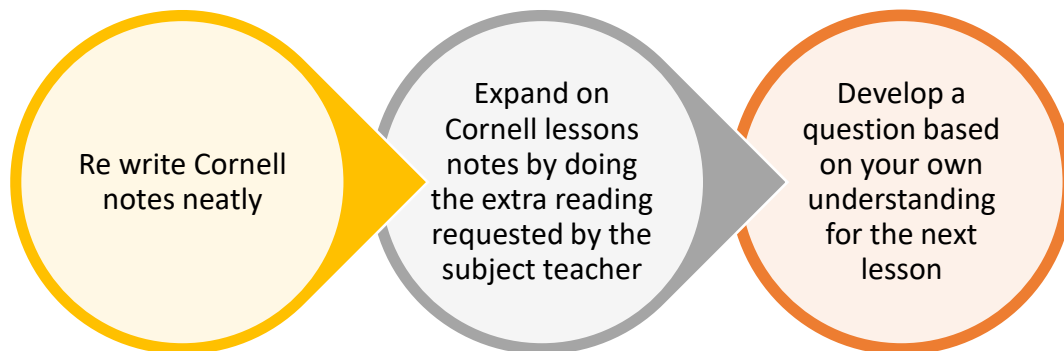 Re write Cornell
notes neatly
Expand on
Cornell lessons
notes by doing
the extra reading
requested by the
subject teacher
Develop a
question based
on your own
understanding
for the next
lesson